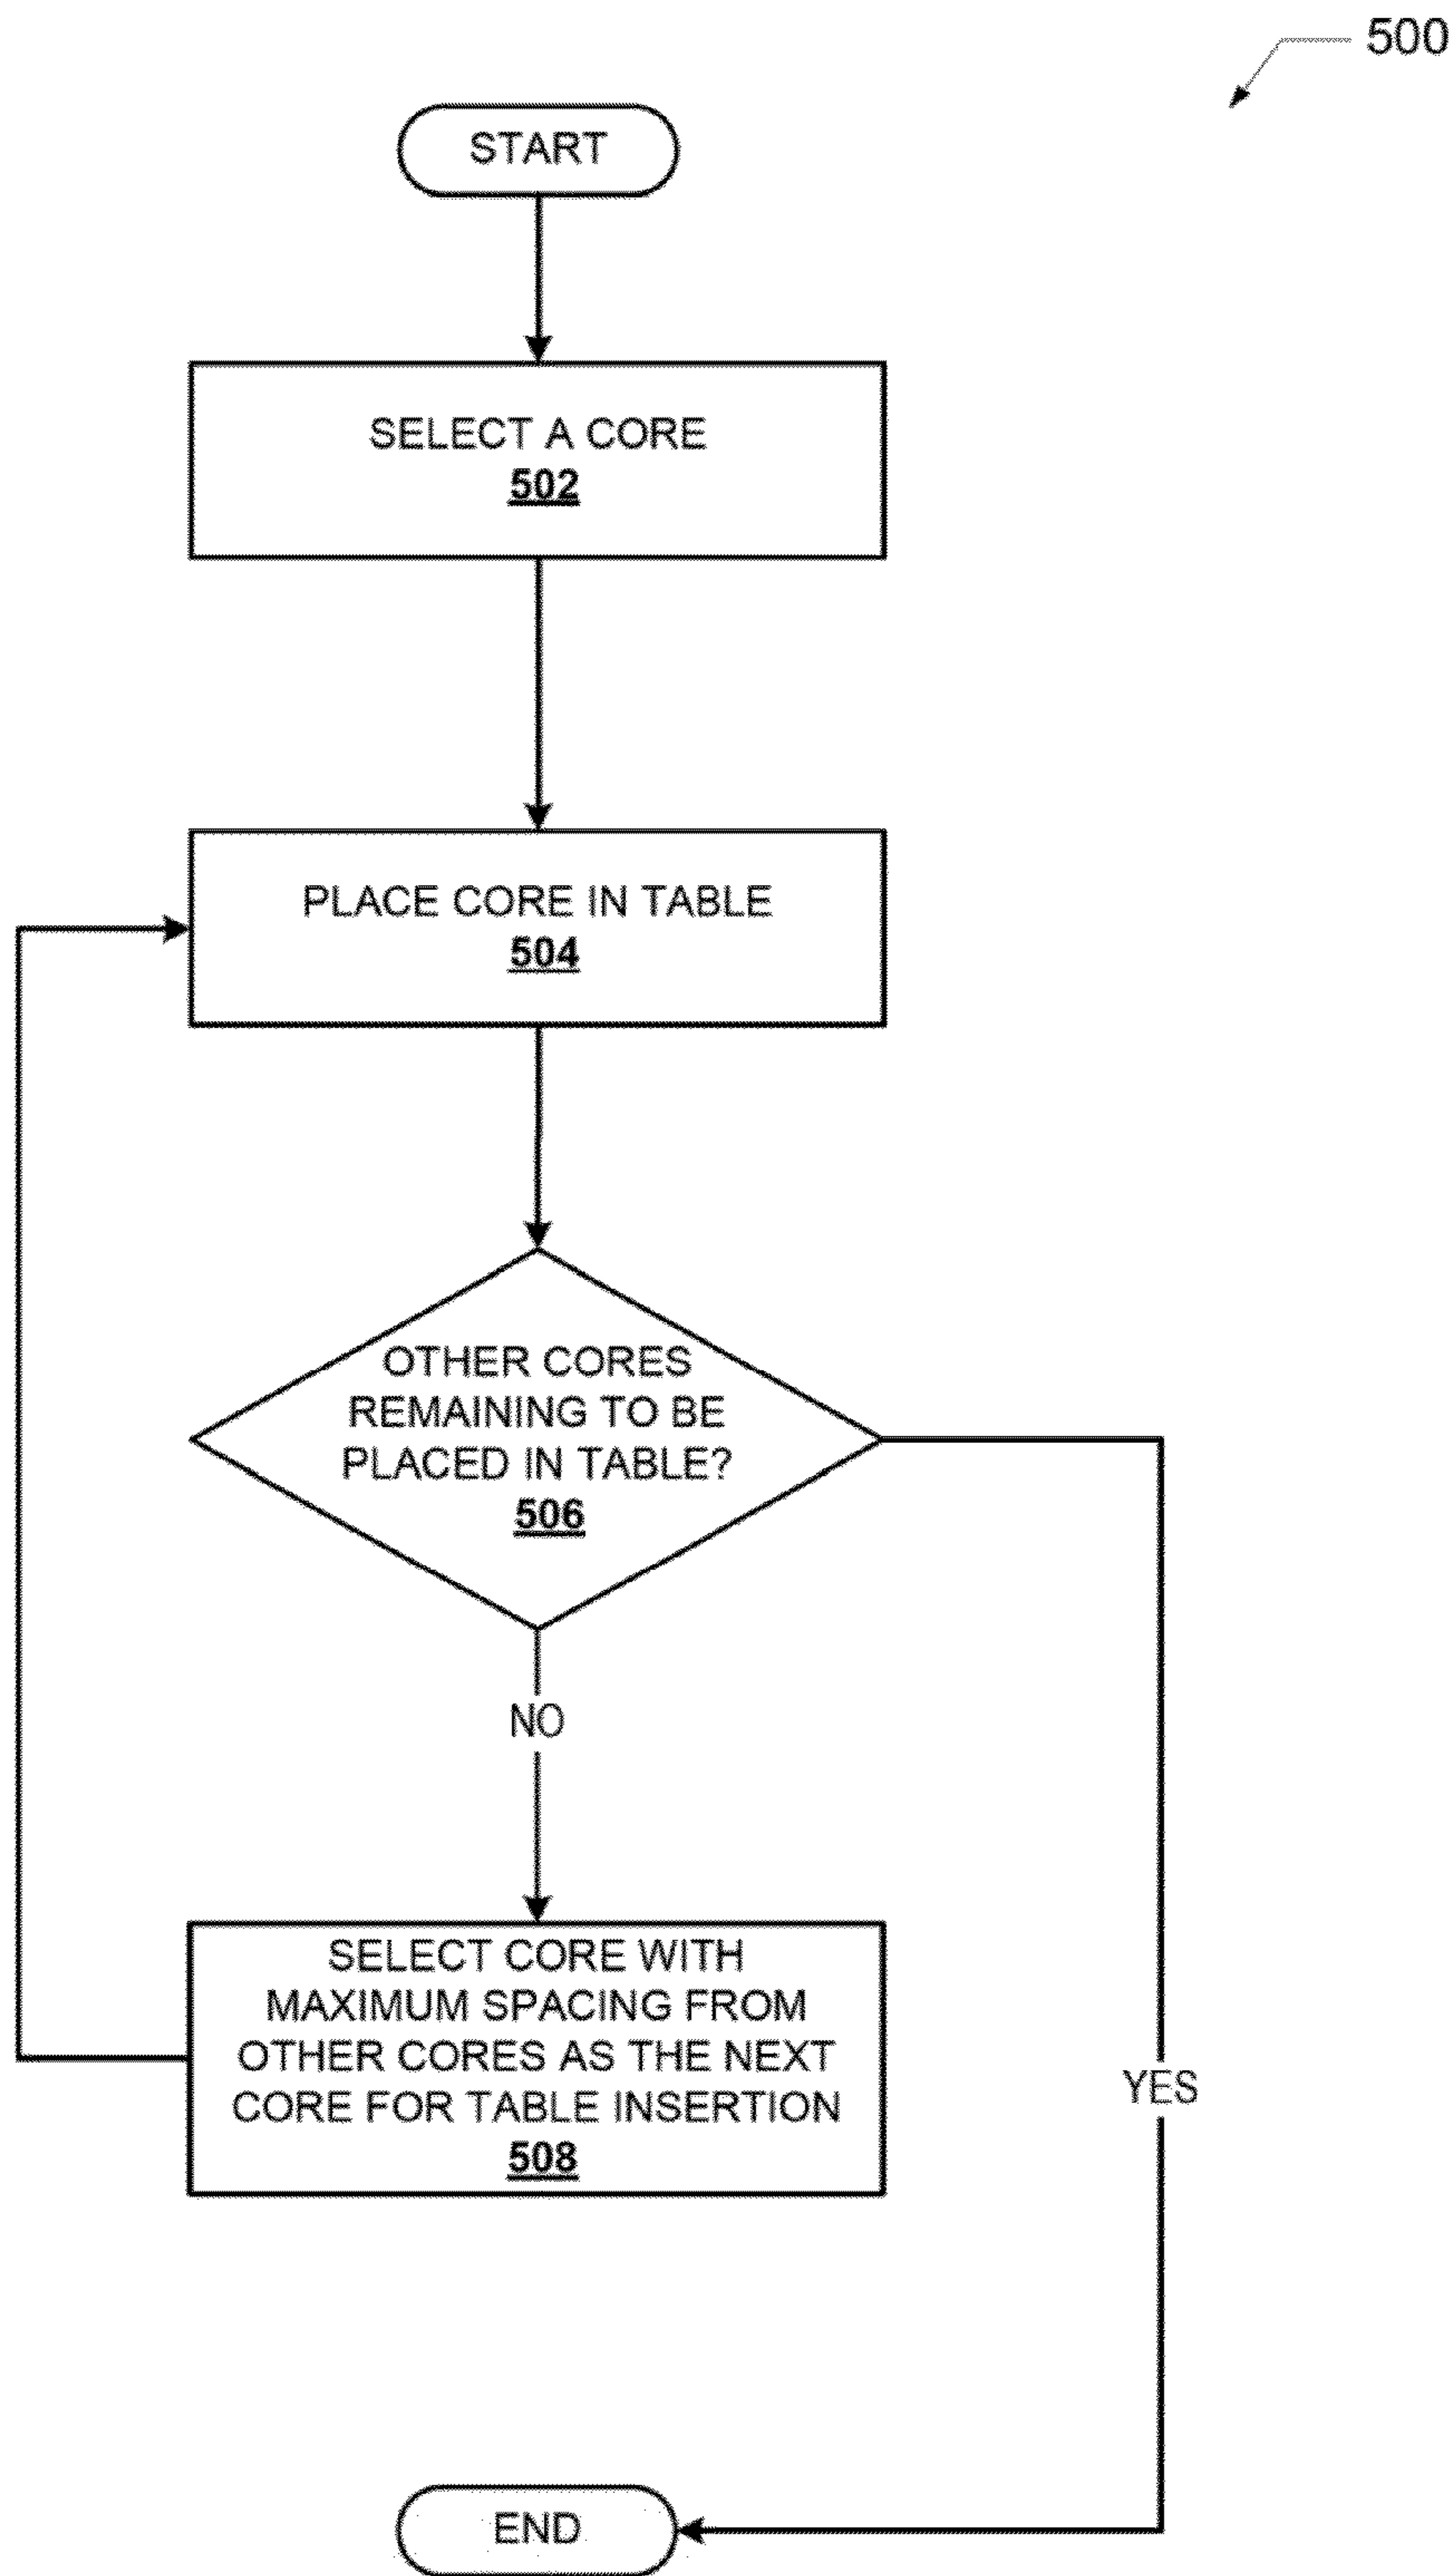 500
START
SELECT A CORE
502
PLACE CORE IN TABLE
504
OTHER CORES
REMAINING TO BE
PLACED IN TABLE?
506
NO
SELECT CORE WITH
MAXIMUM SPACING FROM
OTHER CORES AS THE NEXT
CORE FOR TABLE INSERTION
508
YES
END